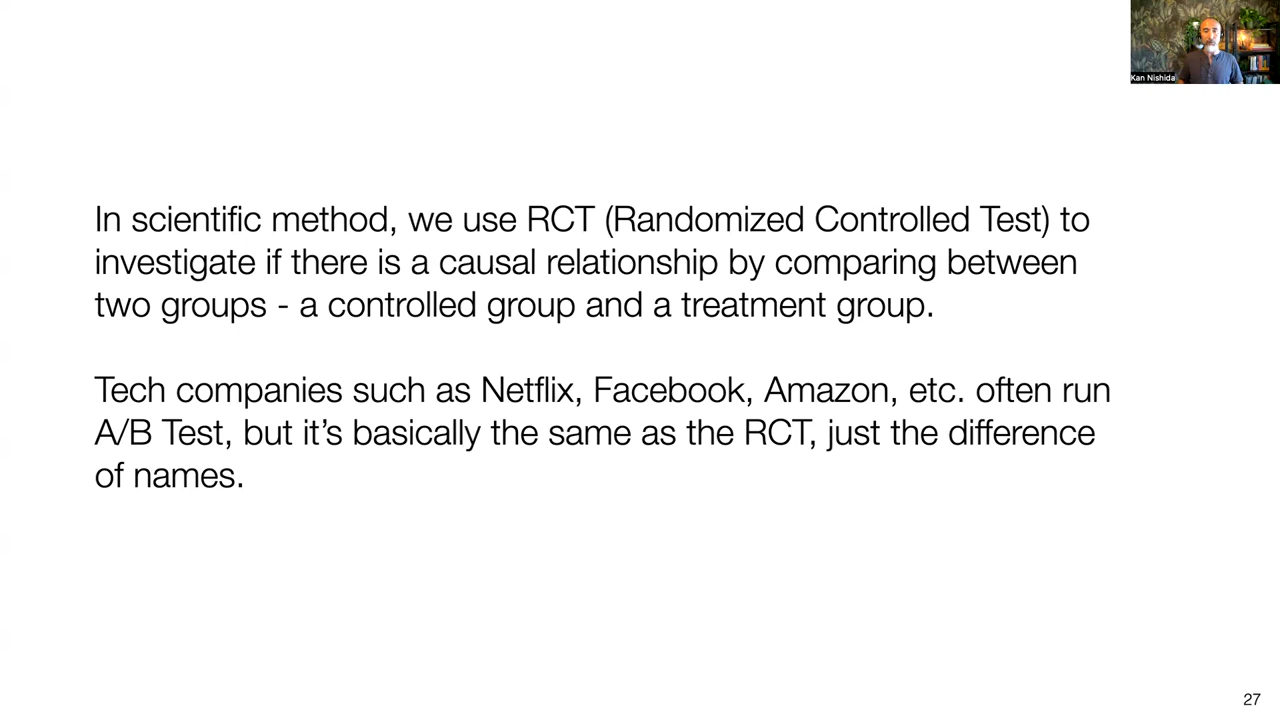 Kan Nishida
In scientific method, we use RCT (Randomized Controlled Test) to
investigate if there is a causal relationship by comparing between
two groups - a controlled group and a treatment group.
Tech companies such as Netflix, Facebook, Amazon, etc. often run
A/B Test, but it’s basically the same as the RCT, just the difference
of names.
27